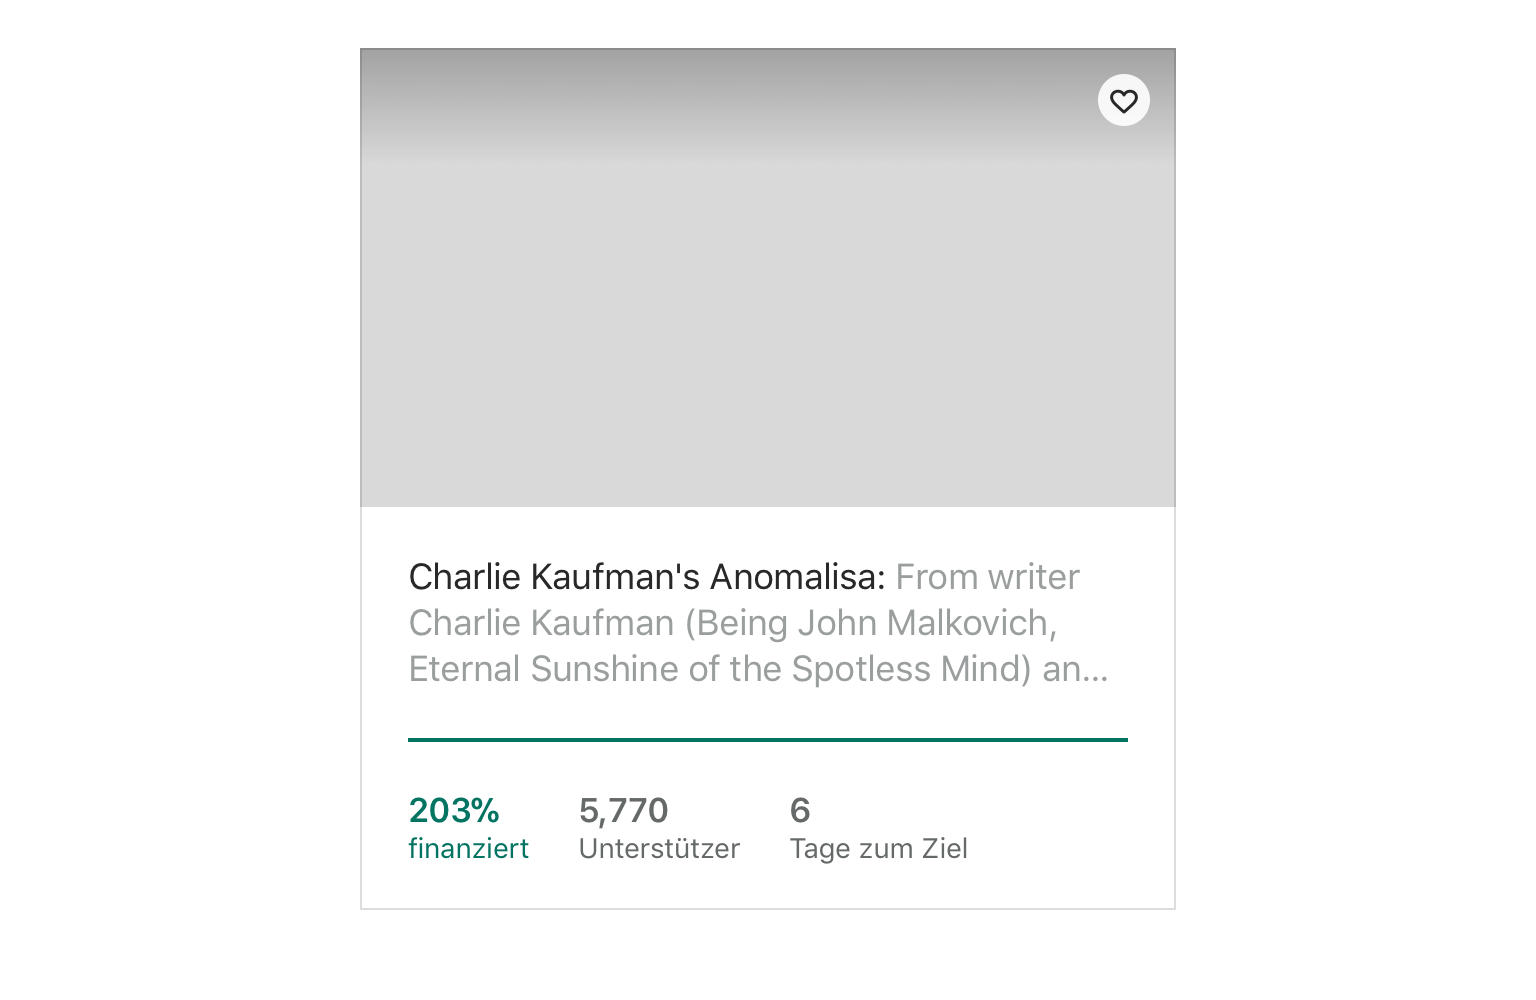 Charlie Kaufman's Anomalisa: From writer
Charlie Kaufman (Being John Malkovich,
Eternal Sunshine of the Spotless Mind) an...
203% 5,770 6
finanziert Unterstützer Tage zum Ziel